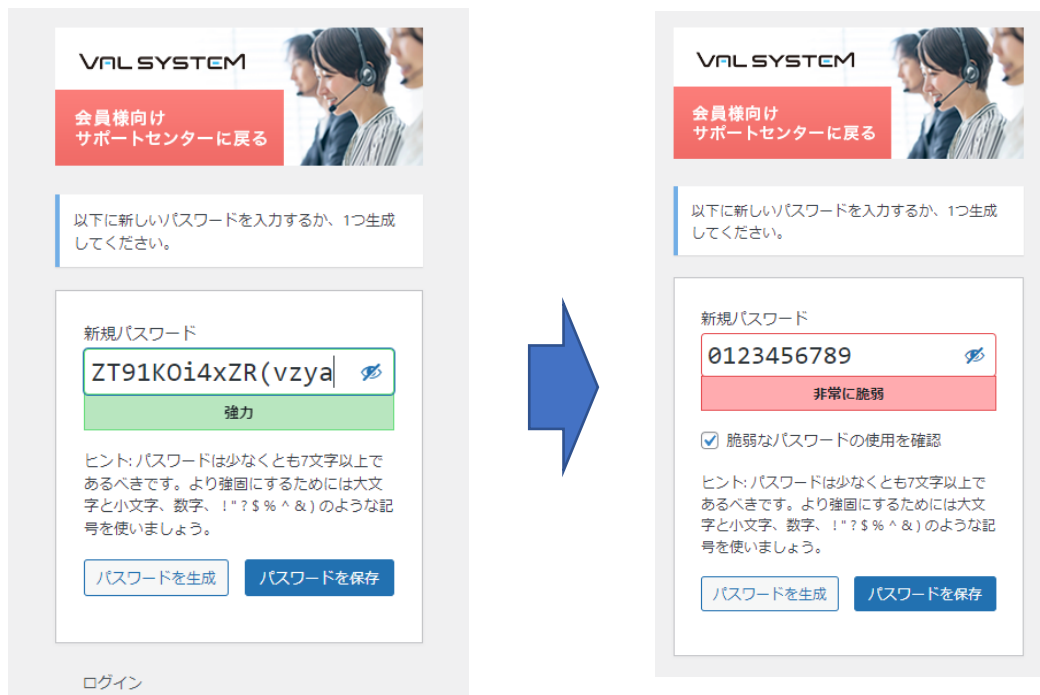 VALSYSTEM
会員様向け
サポートセンターに戻る
以下に新しいパスワードを入力するか、1つ生成
してください。
新規パスワード
ZT91KOi4xZR(vzya
強力
ヒント: パスワードは少なくとも7文字以上で
あるべきです。より強固にするためには大文
字と小文字、数字、! " ? $ % ^ & ) のような記
号を使いましょう。
パスワードを生成
パスワードを保存
ログイン
VALSYSTEM
会員様向け
サポートセンターに戻る
以下に新しいパスワードを入力するか、1つ生成
してください。
新規パスワード
0123456789
非常に脆弱
脆弱なパスワードの使用を確認
ヒント: パスワードは少なくとも7文字以上で
あるべきです。より強固にするためには大文
字と小文字、数字、! " ? $ % ^ & ) のような記
号を使いましょう。
パスワードを生成
パスワードを保存